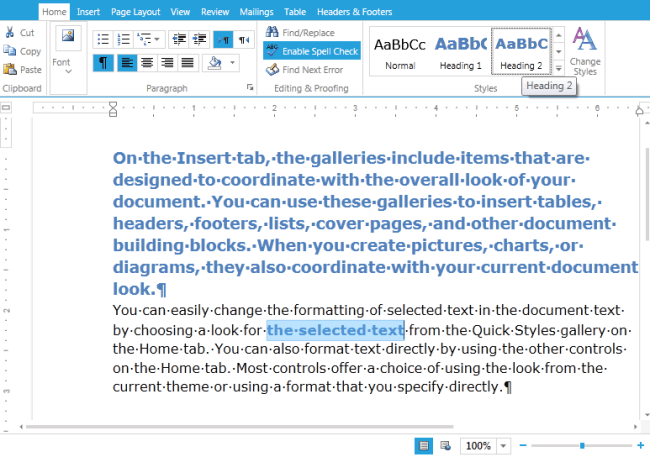 Home Insert Page Layout View Review Mailings Table Headers & Footers
Cut
Copy
Paste
Clipboard
Font
Paragraph
Find/Replace
Enable Spell Check
Find Next Error
Editing & Proofing
AaBbCc AaBbC AaBbC
Normal Heading 1 Heading 2
Change
Styles
Styles
Heading 2
1 2 3 4 5 6
On·the·Insert·tab,·the·galleries·include·items·that·are·
designed·to·coordinate·with·the·overall·look·of·your·
document.·You·can·use·these·galleries·to·insert·tables,·
headers,·footers,·lists,·cover·pages,·and·other·document·
building·blocks.·When·you·create·pictures,·charts,·or·
diagrams,·they·also·coordinate·with·your·current·document
look.¶
You·can·easily·change·the·formatting·of·selected·text·in·the·document·text·
by·choosing·a·look·for·the·selected·text·from·the·Quick·Styles·gallery·on·
the·Home·tab.·You·can·also·format·text·directly·by·using·the·other·controls·
on·the·Home·tab.·Most·controls·offer·a·choice·of·using·the·look·from·the·
current·theme·or·using·a·format·that·you·specify·directly.¶
100%